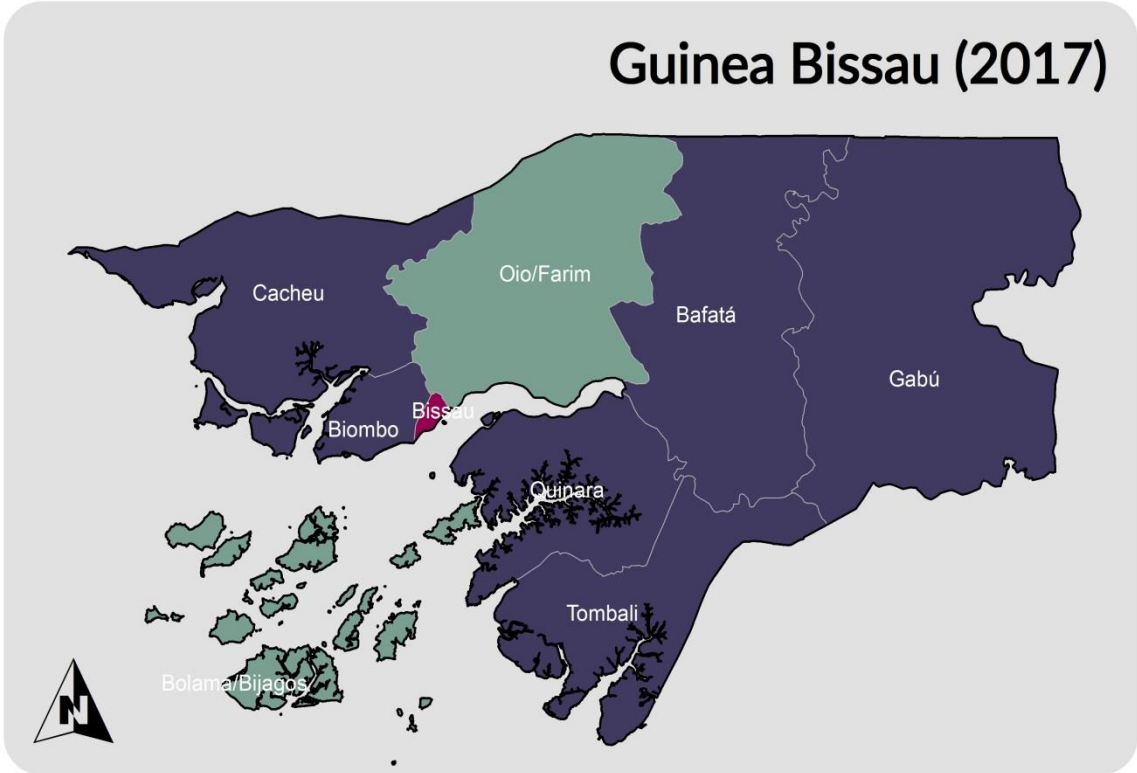 Guinea Bissau (2017)
Oio/Farim
Cacheu
Bafatá
Gabú
Bissau
Biombo
Quinara
Tombali
Bolama/Bijagos
N